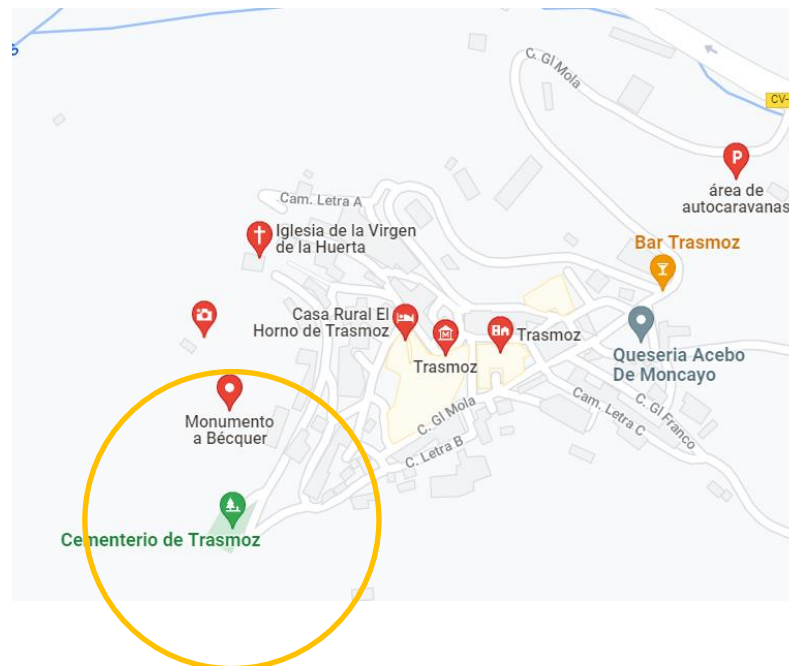 C. Gl Mola
CV-
P
área de
autocaravanas
Cam. Letra A
Iglesia de la Virgen
de la Huerta
Bar Trasmoz
Casa Rural El
Horno de Trasmoz
Trasmoz
Trasmoz
Queseria Acebo
De Moncayo
Monumento
a Bécquer
C. Gl Mola
C. Letra B
Cam. Letra C
C. Gl Franco
Cementerio de Trasmoz